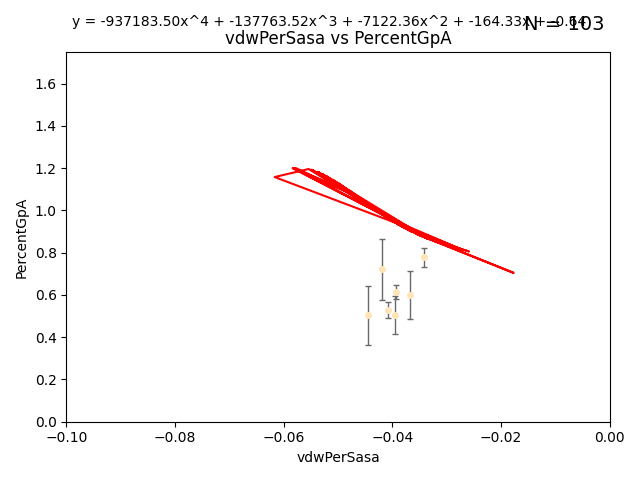 y = -937183.50x^4 + -137763.52x^3 + -7122.36x^2 + -164.33x + -0.64
N = 103
vdwPerSasa vs PercentGpA
1.6
1.4
1.2
1.0
0.8
0.6
0.4
0.2
0.0
PercentGpA
−0.10 −0.08 −0.06 −0.04 −0.02 0.00
vdwPerSasa